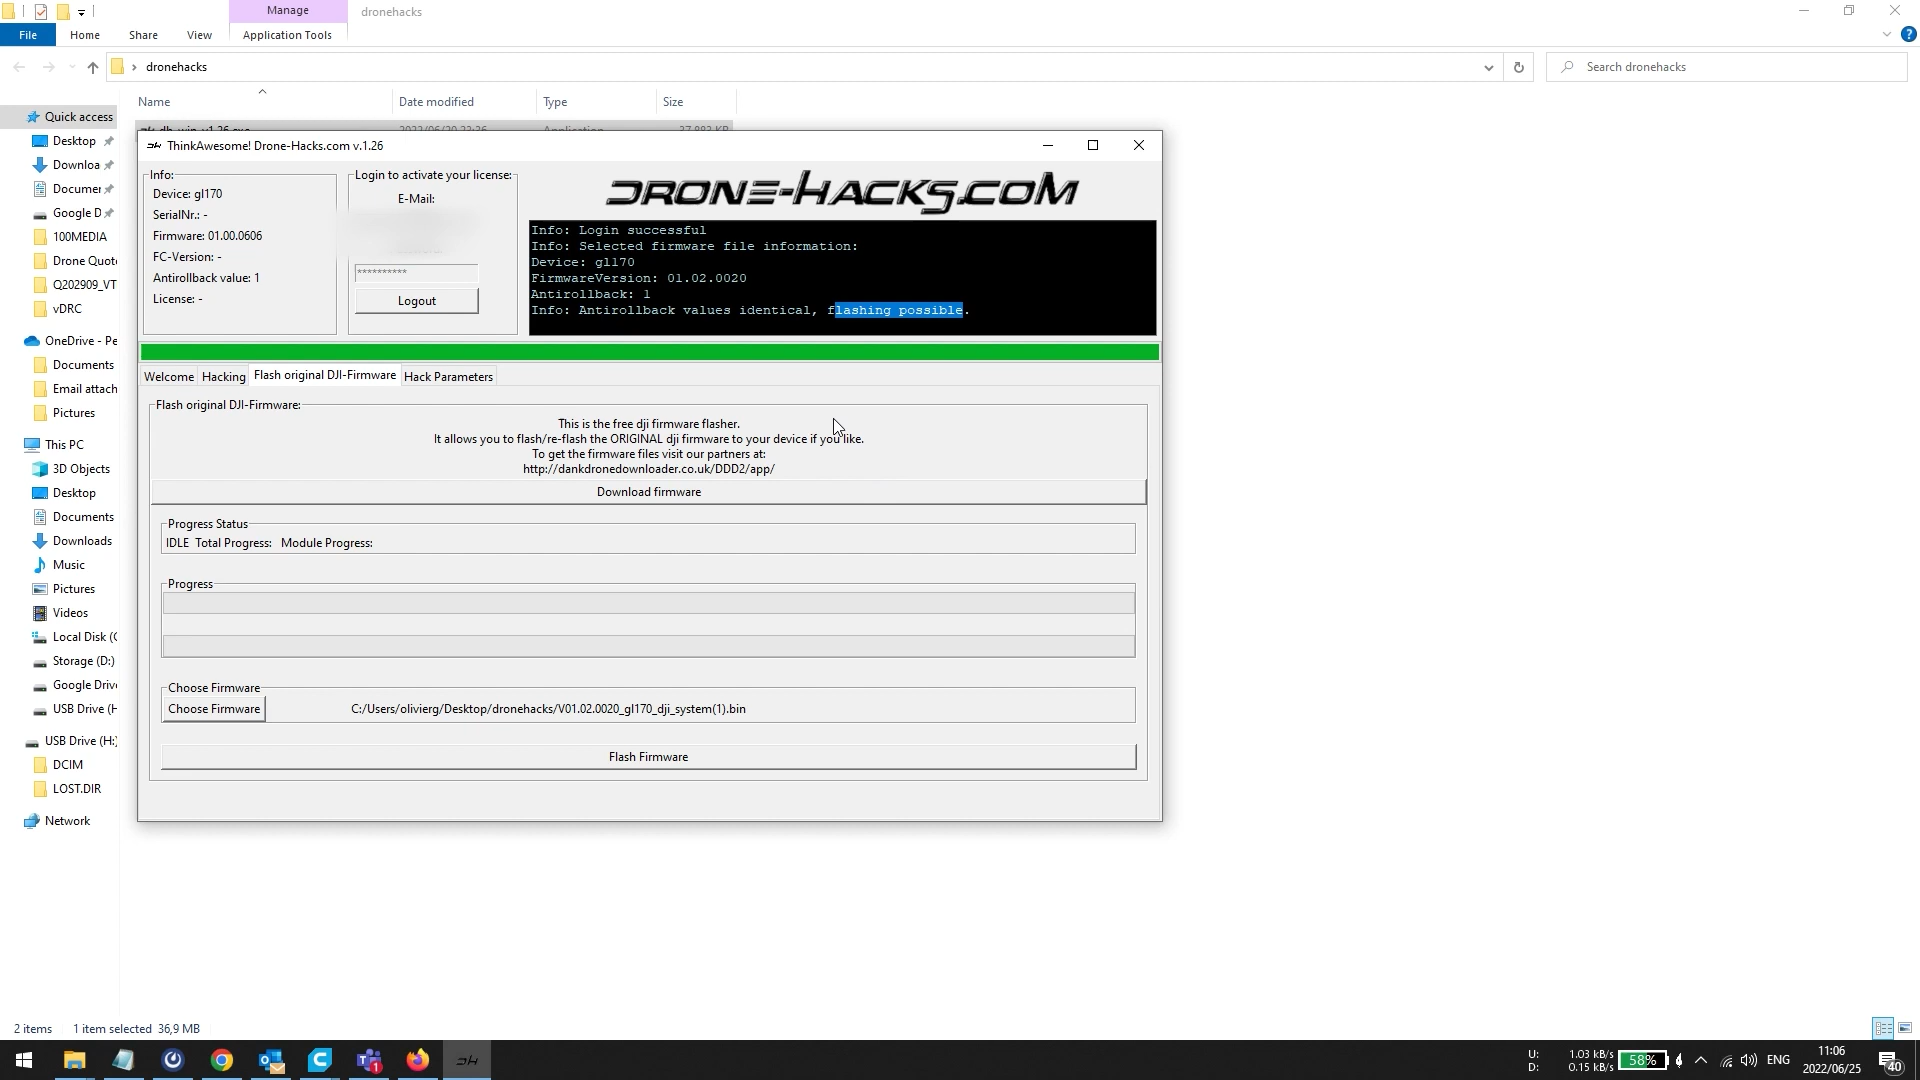 Manage
dronehacks
File
Home
Share
View
Application Tools
dronehacks
Search dronehacks
Name
Date modified
Type
Size
Quick access
Desktop
Downloa
Documer
Google D
100MEDIA
Drone Quot
Q202909_VT
vDRC
OneDrive - Pe
Documents
Email attach
Pictures
This PC
3D Objects
Desktop
Documents
Downloads
Music
Pictures
Videos
Local Disk (
Storage (D:)
Google Driv
USB Drive (H
USB Drive (H:)
DCIM
LOST.DIR
Network
ThinkAwesome! Drone-Hacks.com v.1.26
Info:
Device: gl170
SerialNr.: -
Firmware: 01.00.0606
FC-Version: -
Antirollback value: 1
License: -
Login to activate your license:
E-Mail:
**********
Logout
DRONE-HACKS.COM
Info: Login successful
Info: Selected firmware file information:
Device: gl170
FirmwareVersion: 01.02.0020
Antirollback: 1
Info: Antirollback values identical, flashing possible.
Welcome
Hacking
Flash original DJI-Firmware
Hack Parameters
Flash original DJI-Firmware:
This is the free dji firmware flasher.
It allows you to flash/re-flash the ORIGINAL dji firmware to your device if you like.
To get the firmware files visit our partners at:
http://dankdronedownloader.co.uk/DDD2/app/
Download firmware
Progress Status
IDLE Total Progress: Module Progress:
Progress
Choose Firmware
Choose Firmware
C:/Users/olivierg/Desktop/dronehacks/V01.02.0020_gl170_dji_system(1).bin
Flash Firmware
2 items
1 item selected 36,9 MB
U: 1.03 kB/s
D: 0.15 kB/s
58%
ENG
11:06
2022/06/25
40